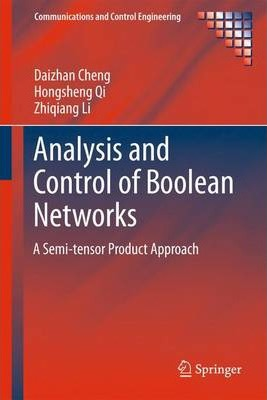 Communications and Control Engineering
Daizhan Cheng
Hongsheng Qi
Zhiqiang Li
Analysis and
Control of Boolean
Networks
A Semi-tensor Product Approach
Springer